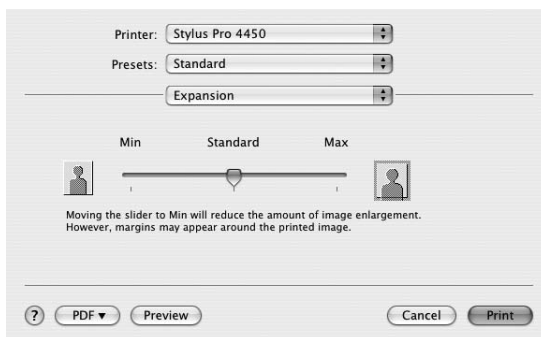 Printer: Stylus Pro 4450
Presets: Standard
Expansion
Min Standard Max
Moving the slider to Min will reduce the amount of image enlargement.
However, margins may appear around the printed image.
? PDF ▼ Preview Cancel Print